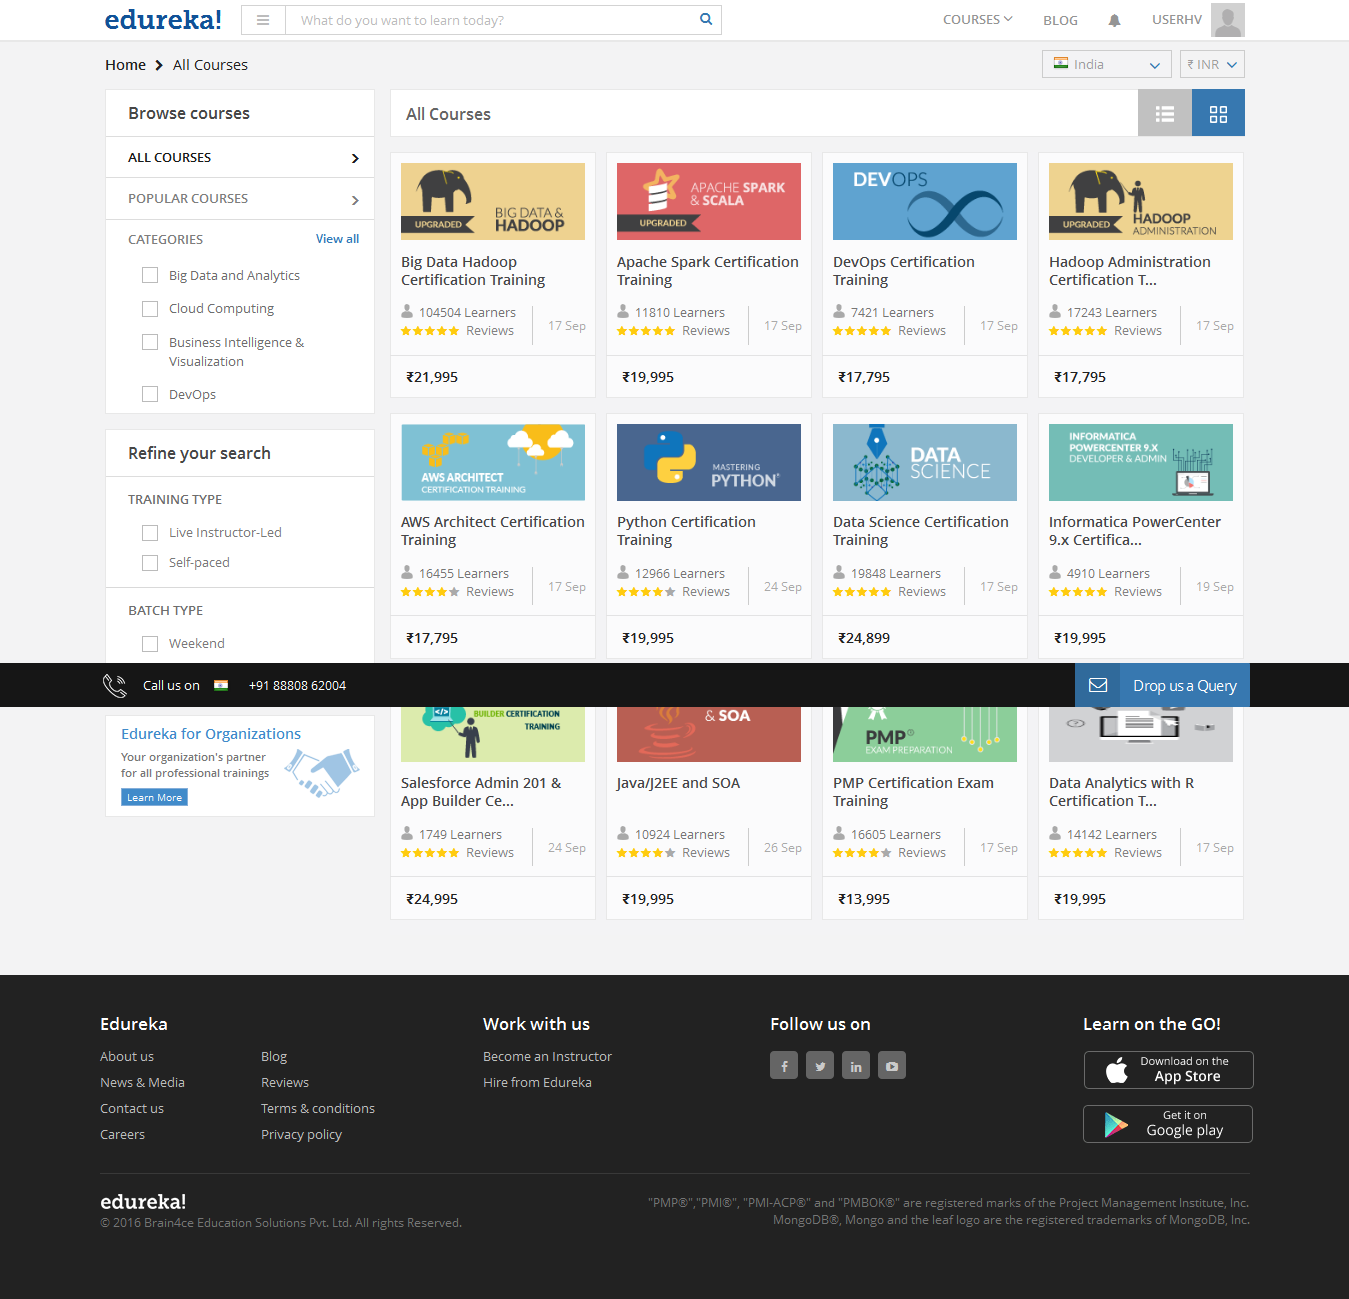 edureka!
What do you want to learn today?
COURSES
BLOG
USERHV
Home
All Courses
India
₹ INR
Browse courses
ALL COURSES
POPULAR COURSES
CATEGORIES
View all
Big Data and Analytics
Cloud Computing
Business Intelligence &
Visualization
DevOps
Refine your search
TRAINING TYPE
Live Instructor-Led
Self-paced
BATCH TYPE
Weekend
All Courses
UPGRADED
BIG DATA &
HADOOP
Big Data Hadoop
Certification Training
104504 Learners
Reviews
17 Sep
₹21,995
APACHE SPARK
& SCALA
UPGRADED
Apache Spark Certification
Training
11810 Learners
Reviews
17 Sep
₹19,995
DEVOPS
DevOps Certification
Training
7421 Learners
Reviews
17 Sep
₹17,795
UPGRADED
HADOOP
ADMINISTRATION
Hadoop Administration
Certification T...
17243 Learners
Reviews
17 Sep
₹17,795
AWS ARCHITECT
CERTIFICATION TRAINING
AWS Architect Certification
Training
16455 Learners
Reviews
17 Sep
₹17,795
MASTERING
PYTHON
Python Certification
Training
12966 Learners
Reviews
24 Sep
₹19,995
DATA
SCIENCE
Data Science Certification
Training
19848 Learners
Reviews
17 Sep
₹24,899
INFORMATICA
POWERCENTER 9.X
DEVELOPER & ADMIN
Informatica PowerCenter
9.x Certifica...
4910 Learners
Reviews
19 Sep
₹19,995
Call us on
+91 88808 62004
Drop us a Query
Edureka for Organizations
Your organization's partner
for all professional trainings
Learn More
BUILDER CERTIFICATION
TRAINING
Salesforce Admin 201 &
App Builder Ce...
1749 Learners
Reviews
24 Sep
₹24,995
& SOA
Java/J2EE and SOA
10924 Learners
Reviews
26 Sep
₹19,995
PMP®
EXAM PREPARATION
PMP Certification Exam
Training
16605 Learners
Reviews
17 Sep
₹13,995
Data Analytics with R
Certification T...
14142 Learners
Reviews
17 Sep
₹19,995
Edureka
About us
News & Media
Contact us
Careers
Blog
Reviews
Terms & conditions
Privacy policy
Work with us
Become an Instructor
Hire from Edureka
Follow us on
Learn on the GO!
Download on the
App Store
Get it on
Google play
edureka!
© 2016 Brain4ce Education Solutions Pvt. Ltd. All rights Reserved.
"PMP®","PMI®", "PMI-ACP®" and "PMBOK®" are registered marks of the Project Management Institute, Inc.
MongoDB®, Mongo and the leaf logo are the registered trademarks of MongoDB, Inc.